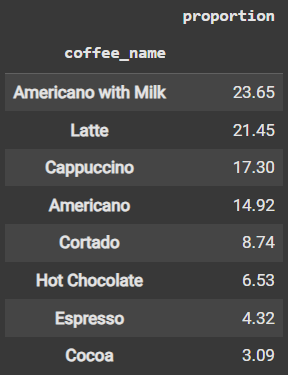 proportion
coffee_name
Americano with Milk 23.65
Latte 21.45
Cappuccino 17.30
Americano 14.92
Cortado 8.74
Hot Chocolate 6.53
Espresso 4.32
Cocoa 3.09